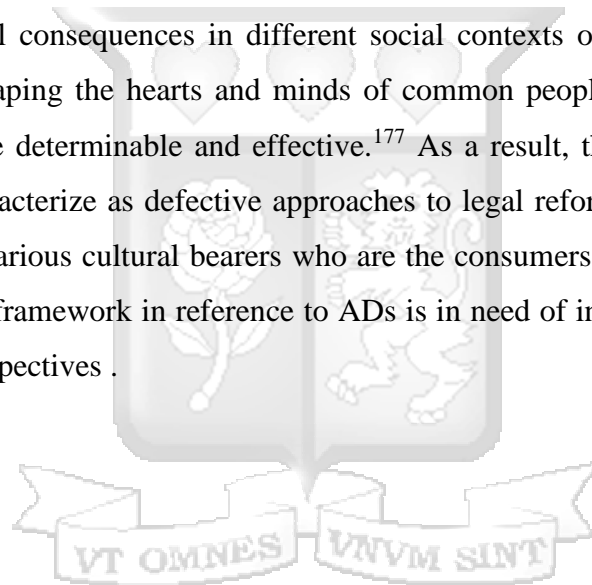 l consequences in different social contexts o
aping the hearts and minds of common peopl
e determinable and effective.177 As a result, th
acterize as defective approaches to legal refor
arious cultural bearers who are the consumers
framework in reference to ADs is in need of i
pectives .
VT OMNES VNVM SINT